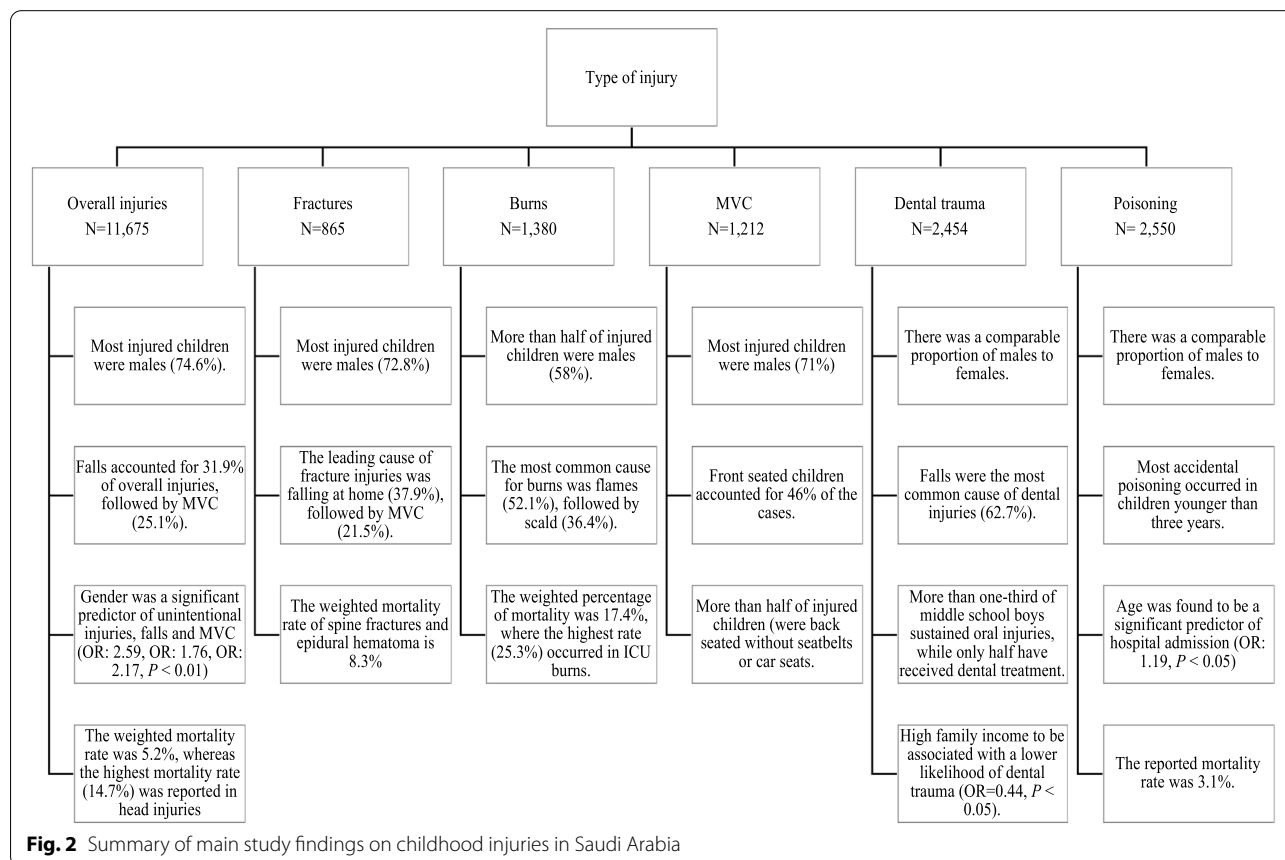 Type of injury
Overall injuries
N=11,675
Fractures
N=865
Burns
N=1,380
MVC
N=1,212
Dental trauma
N=2,454
Poisoning
N= 2,550
Most injured children
were males (74.6%).
Most injured children
were males (72.8%)
More than half of injured
children were males
(58%).
Most injured children
were males (71%)
There was a comparable
proportion of males to
females.
There was a comparable
proportion of males to
females.
Falls accounted for 31.9%
of overall injuries,
followed by MVC
(25.1%).
The leading cause of
fracture injuries was
falling at home (37.9%),
followed by MVC
(21.5%).
The most common cause
for burns was flames
(52.1%), followed by
scald (36.4%).
Front seated children
accounted for 46% of the
cases.
Falls were the most
common cause of dental
injuries (62.7%).
Most accidental
poisoning occurred in
children younger than
three years.
Gender was a significant
predictor of unintentional
injuries, falls and MVC
(OR: 2.59, OR: 1.76, OR:
2.17, P < 0.01)
The weighted mortality
rate of spine fractures and
epidural hematoma is
8.3%
The weighted percentage
of mortality was 17.4%,
where the highest rate
(25.3%) occurred in ICU
burns.
More than half of injured
children (were back
seated without seatbelts
or car seats.
More than one-third of
middle school boys
sustained oral injuries,
while only half have
received dental treatment.
Age was found to be a
significant predictor of
hospital admission (OR:
1.19, P < 0.05)
The weighted mortality
rate was 5.2%, whereas
the highest mortality rate
(14.7%) was reported in
head injuries
High family income to be
associated with a lower
likelihood of dental
trauma (OR=0.44, P <
0.05).
The reported mortality
rate was 3.1%.
Fig. 2 Summary of main study findings on childhood injuries in Saudi Arabia